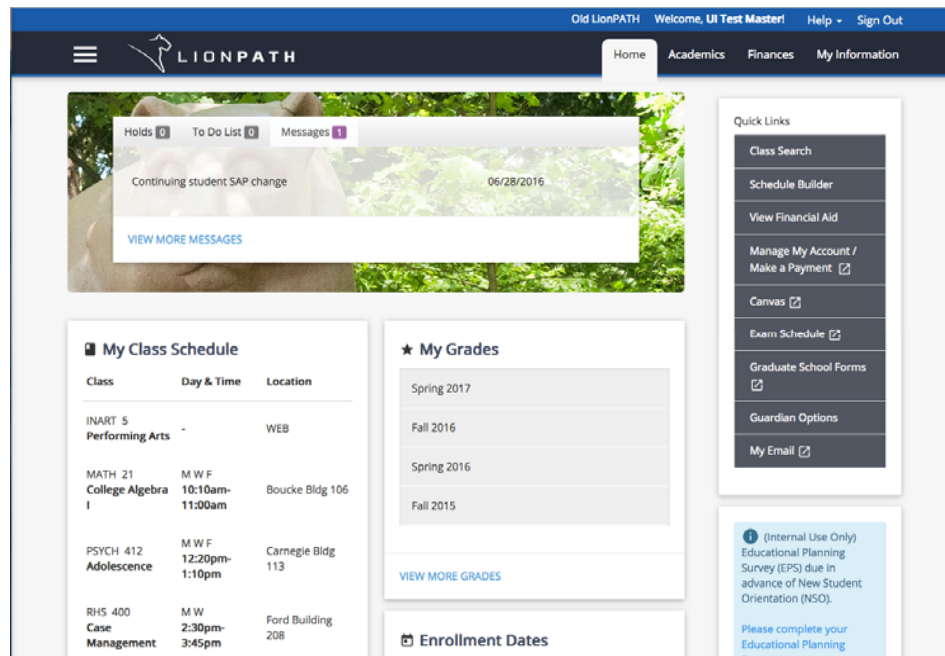 Old LionPATH Welcome, UI Test Master! Help Sign Out
LIONPATH
Home Academics Finances My Information
Holds 0 To Do List 0 Messages 1
Continuing student SAP change 06/28/2016
VIEW MORE MESSAGES
Quick Links
Class Search
Schedule Builder
View Financial Aid
Manage My Account /
Make a Payment
Canvas
Exam Schedule
Graduate School Forms
Guardian Options
My Email
My Class Schedule
Class Day & Time Location
INART 5
Performing Arts - WEB
MATH 21 M W F
College Algebra 10:10am- Boucke Bldg 106
I 11:00am
PSYCH 412 M W F Carnegie Bldg
Adolescence 12:20pm- 113
1:10pm
RHS 400 M W Ford Building
Case 2:30pm- 208
Management 3:45pm
My Grades
Spring 2017
Fall 2016
Spring 2016
Fall 2015
VIEW MORE GRADES
Enrollment Dates
(Internal Use Only)
Educational Planning
Survey (EPS) due in
advance of New Student
Orientation (NSO).
Please complete your
Educational Planning